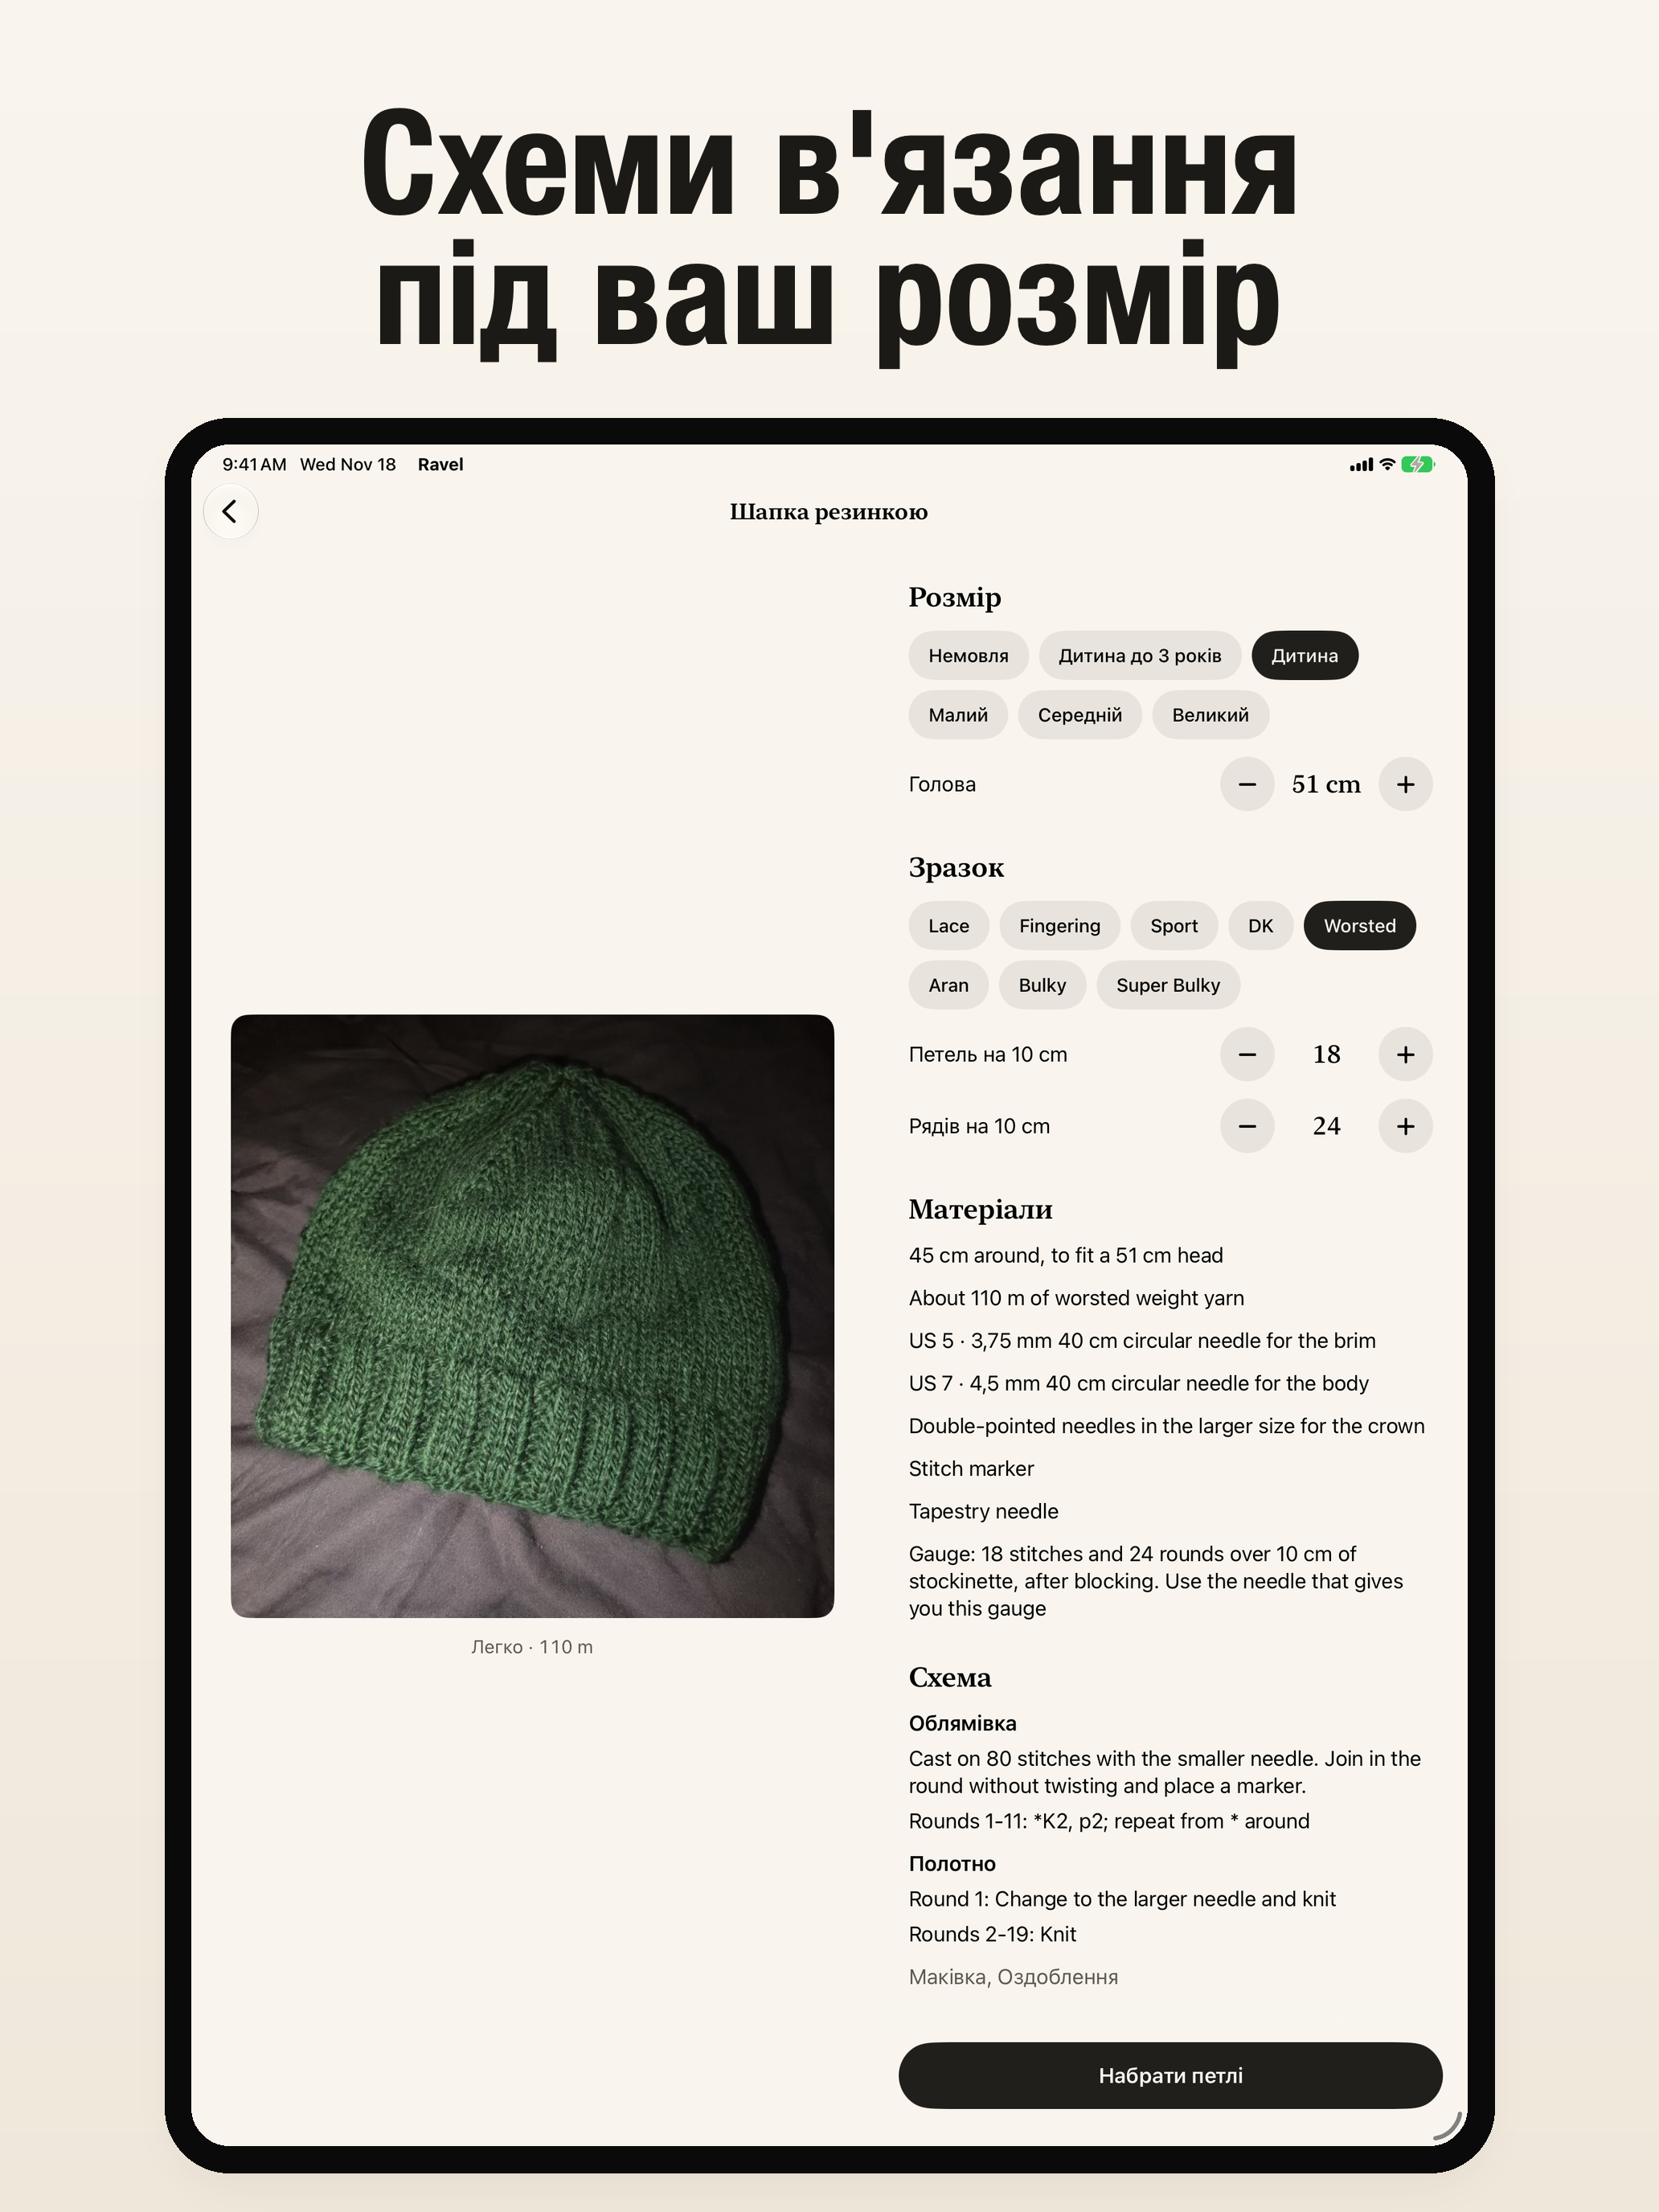 Схеми в'язання
під ваш розмір
9:41 AM Wed Nov 18 Ravel
Шапка резинкою
Розмір
Немовля Дитина до 3 років Дитина
Малий Середній Великий
Голова − 51 cm +
Зразок
Lace Fingering Sport DK Worsted
Aran Bulky Super Bulky
Петель на 10 cm − 18 +
Рядів на 10 cm − 24 +
Матеріали
45 cm around, to fit a 51 cm head
About 110 m of worsted weight yarn
US 5 · 3,75 mm 40 cm circular needle for the brim
US 7 · 4,5 mm 40 cm circular needle for the body
Double-pointed needles in the larger size for the crown
Stitch marker
Tapestry needle
Gauge: 18 stitches and 24 rounds over 10 cm of
stockinette, after blocking. Use the needle that gives
you this gauge
Легко · 110 m
Схема
Облямівка
Cast on 80 stitches with the smaller needle. Join in the
round without twisting and place a marker.
Rounds 1-11: *K2, p2; repeat from * around
Полотно
Round 1: Change to the larger needle and knit
Rounds 2-19: Knit
Маківка, Оздоблення
Набрати петлі